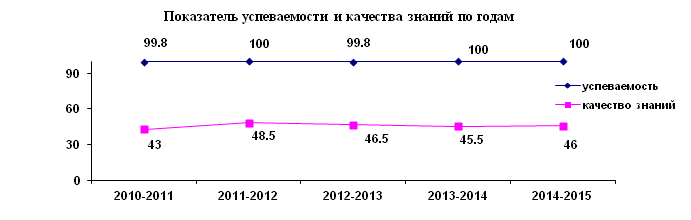 Показатель успеваемости и качества знаний по годам
99.8 100 99.8 100 100
90
60
30
0
43 48.5 46.5 45.5 46
2010-2011 2011-2012 2012-2013 2013-2014 2014-2015
успеваемость
качество знаний